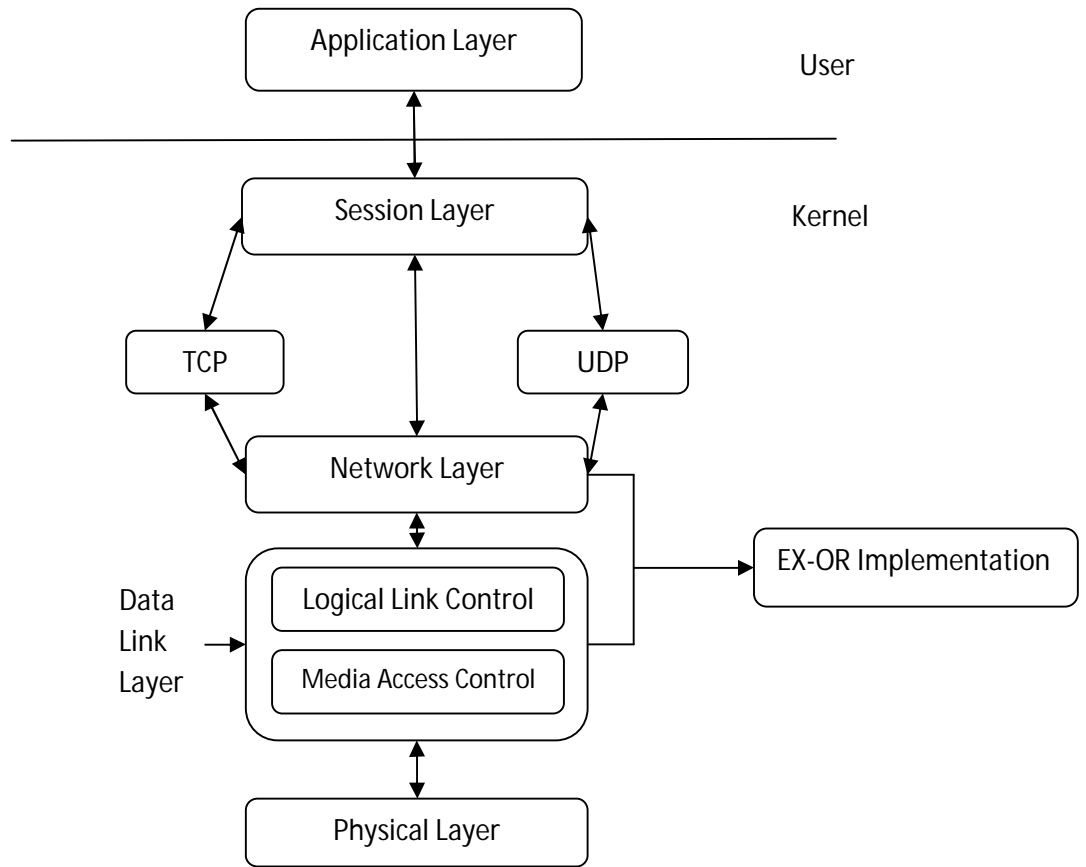 Application Layer
User
Session Layer
Kernel
TCP
UDP
Network Layer
EX-OR Implementation
Logical Link Control
Data
Link
Layer
Media Access Control
Physical Layer